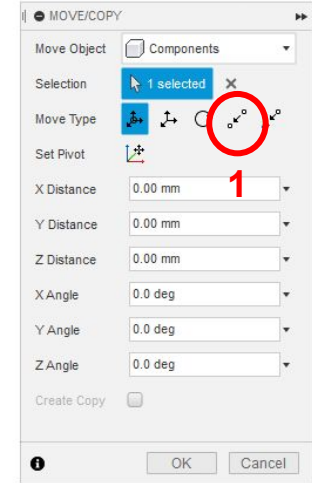 MOVE/COPY
Move Object Components
Selection 1 selected
Move Type
Set Pivot
1
X Distance 0.00 mm
Y Distance 0.00 mm
Z Distance 0.00 mm
X Angle 0.0 deg
Y Angle 0.0 deg
Z Angle 0.0 deg
Create Copy
OK Cancel